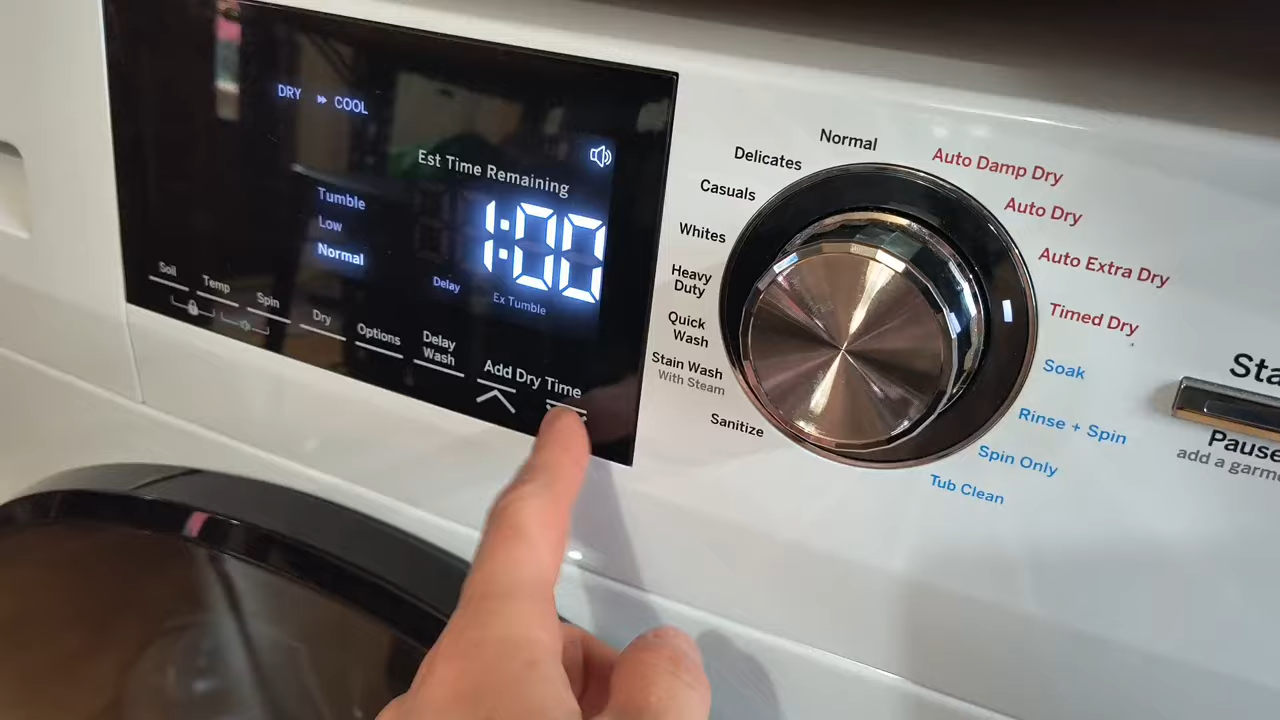 DRY » COOL
Est Time Remaining
Tumble
Low
Normal
1:00
Delay
Ex Tumble
Soil
Temp
Spin
Dry
Options
Delay
Wash
Add Dry Time
Normal
Delicates
Casuals
Whites
Heavy
Duty
Quick
Wash
Stain Wash
With Steam
Sanitize
Auto Damp Dry
Auto Dry
Auto Extra Dry
Timed Dry
Soak
Rinse + Spin
Spin Only
Tub Clean
Sta
Pause
add a garme